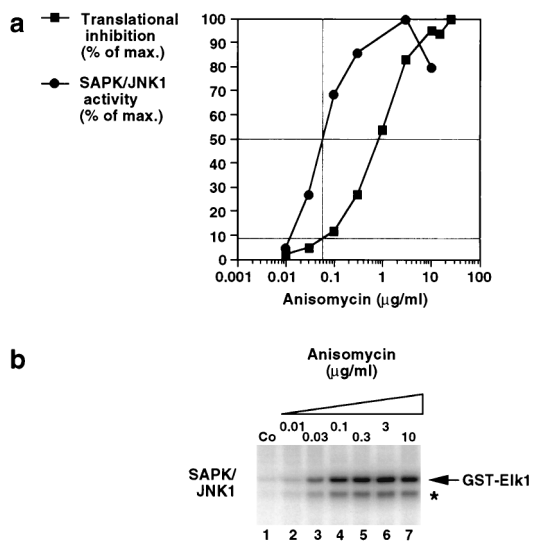 a
Translational
inhibition
(% of max.)
SAPK/JNK1
activity
(% of max.)
100
90
80
70
60
50
40
30
20
10
0
0.001
0.01
0.1
1
10
100
Anisomycin (μg/ml)
b
Anisomycin
(μg/ml)
Co
0.01
0.03
0.1
0.3
3
10
SAPK/
JNK1
GST-Elk1
*
1 2 3 4 5 6 7